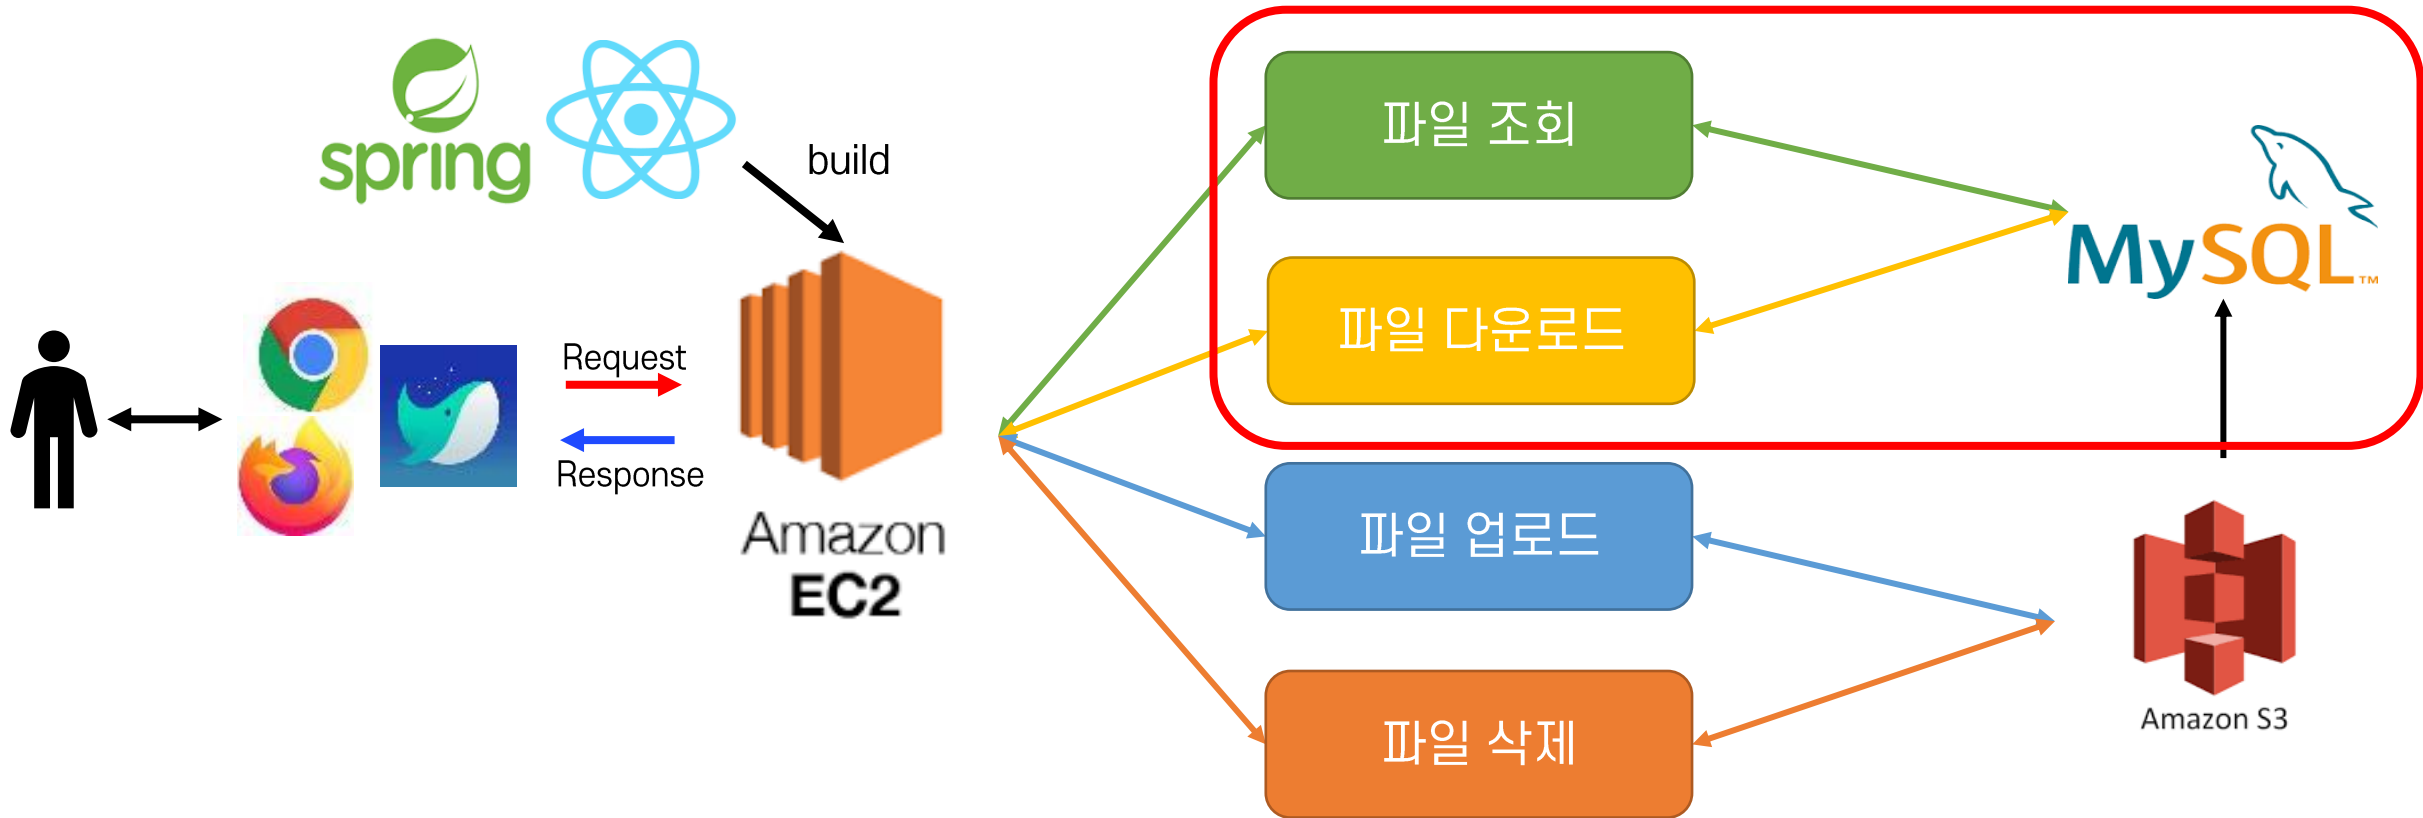 spring
build
Request
Response
Amazon
EC2
파일 조회
파일 다운로드
파일 업로드
파일 삭제
MySQL™
Amazon S3